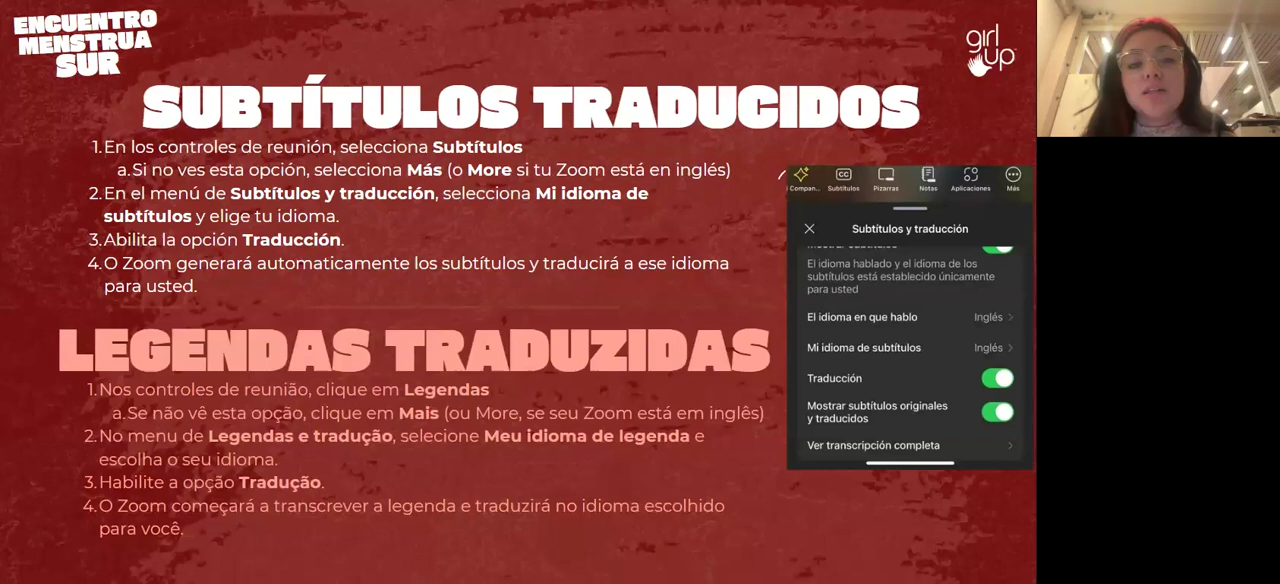 ENCUENTRO
MENSTRUA
SUR
girl
up
SUBTÍTULOS TRADUCIDOS
1. En los controles de reunión, selecciona Subtítulos
a. Si no ves esta opción, selecciona Más (o More si tu Zoom está en inglés)
2. En el menú de Subtítulos y traducción, selecciona Mi idioma de
subtítulos y elige tu idioma.
3. Abilita la opción Traducción.
4. O Zoom generará automaticamente los subtítulos y traducirá a ese idioma
para usted.
LEGENDAS TRADUZIDAS
1. Nos controles de reunião, clique em Legendas
a. Se não vê esta opção, clique em Mais (ou More, se seu Zoom está em inglês)
2. No menu de Legendas e tradução, selecione Meu idioma de legenda e
escolha o seu idioma.
3. Habilite a opção Tradução.
4. O Zoom começará a transcrever a legenda e traduzirá no idioma escolhido
para você.
Compan... Subtítulos Pizarras Notas Aplicaciones Más
Subtítulos y traducción
Mostrar subtítulos
El idioma hablado y el idioma de los
subtítulos está establecido únicamente
para usted
El idioma en que hablo Inglés
Mi idioma de subtítulos Inglés
Traducción
Mostrar subtítulos originales
y traducidos
Ver transcripción completa